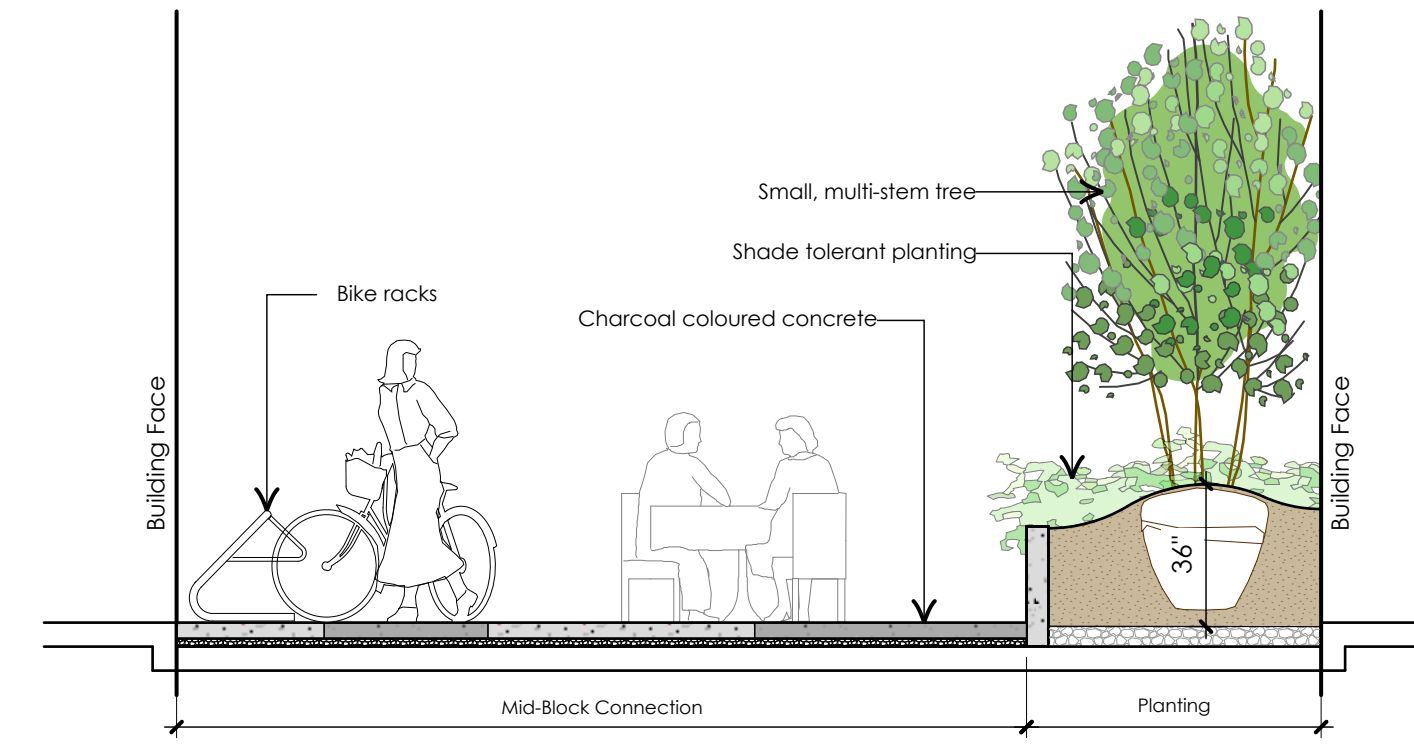 Small, multi-stem tree
Shade tolerant planting
Bike racks
Charcoal coloured concrete
Building Face
Building Face
36"
Mid-Block Connection
Planting